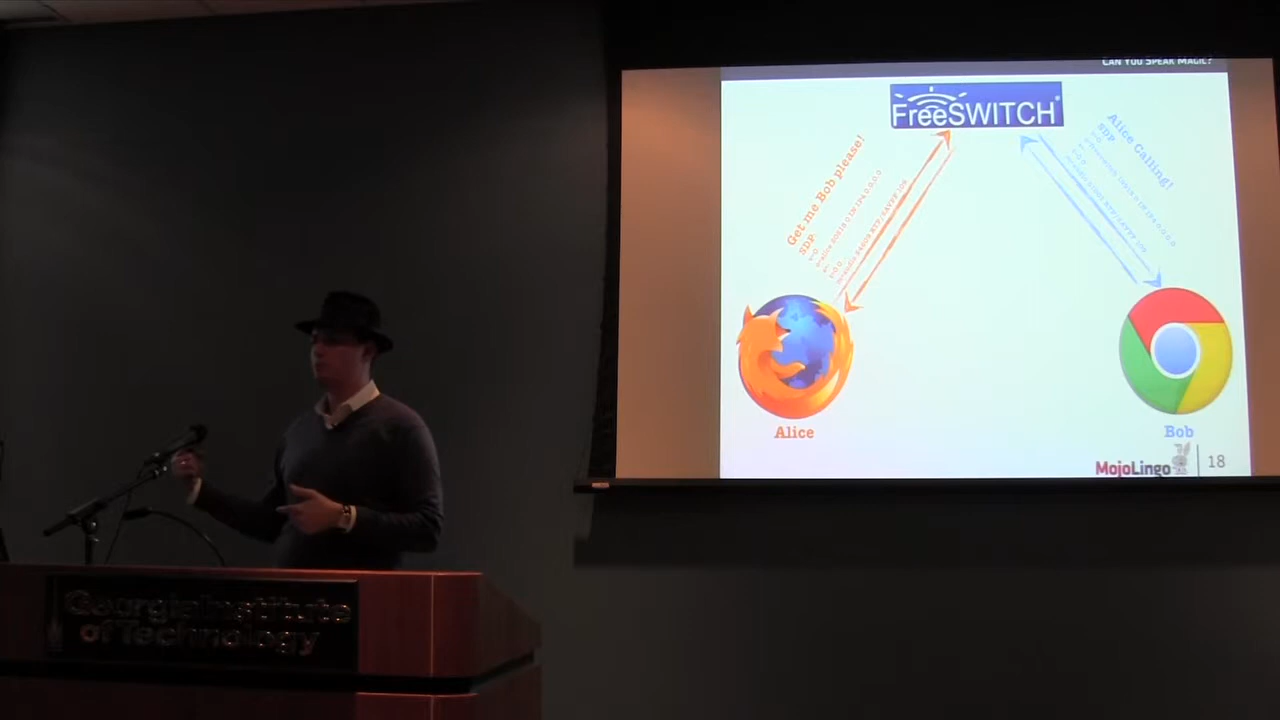 CAN YOU SPEAK MAGIC?
FreeSWITCH
Get me Bob please!
SDP
Alice Calling!
SDP
Alice
Bob
MojoLingo
18
Georgia Institute
of Technology